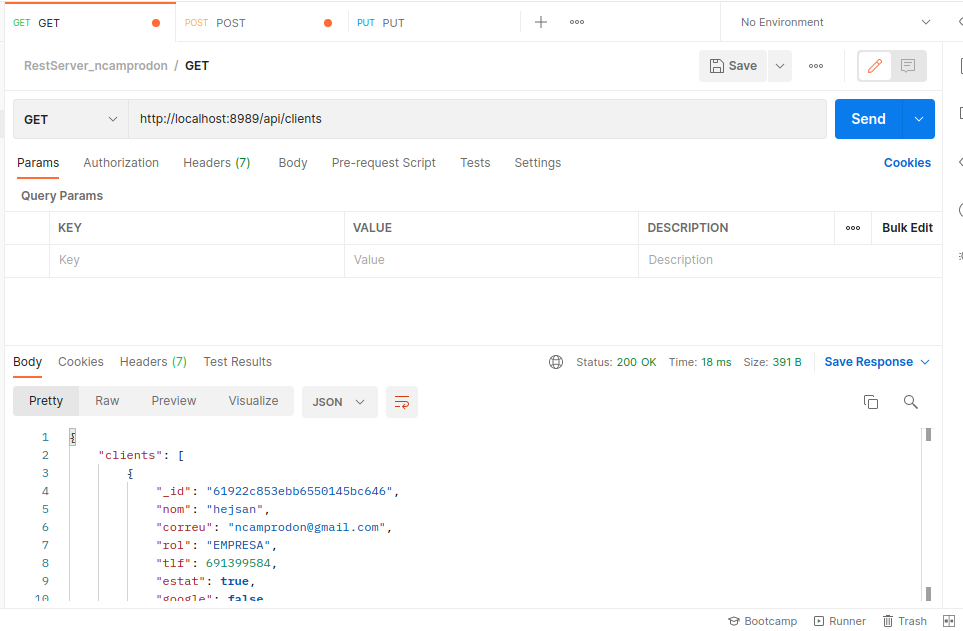 GET GET POST POST PUT PUT No Environment
RestServer_ncamprodon / GET Save
GET http://localhost:8989/api/clients Send
Params Authorization Headers (7) Body Pre-request Script Tests Settings Cookies
Query Params
KEY VALUE DESCRIPTION Bulk Edit
Key Value Description
Body Cookies Headers (7) Test Results Status: 200 OK Time: 18 ms Size: 391 B Save Response
Pretty Raw Preview Visualize JSON
1 {
2 "clients": [
3 {
4 "_id": "61922c853ebb6550145bc646",
5 "nom": "hejsan",
6 "correu": "ncamprodon@gmail.com",
7 "rol": "EMPRESA",
8 "tlf": 691399584,
9 "estat": true,
10 "google": false
Bootcamp Runner Trash